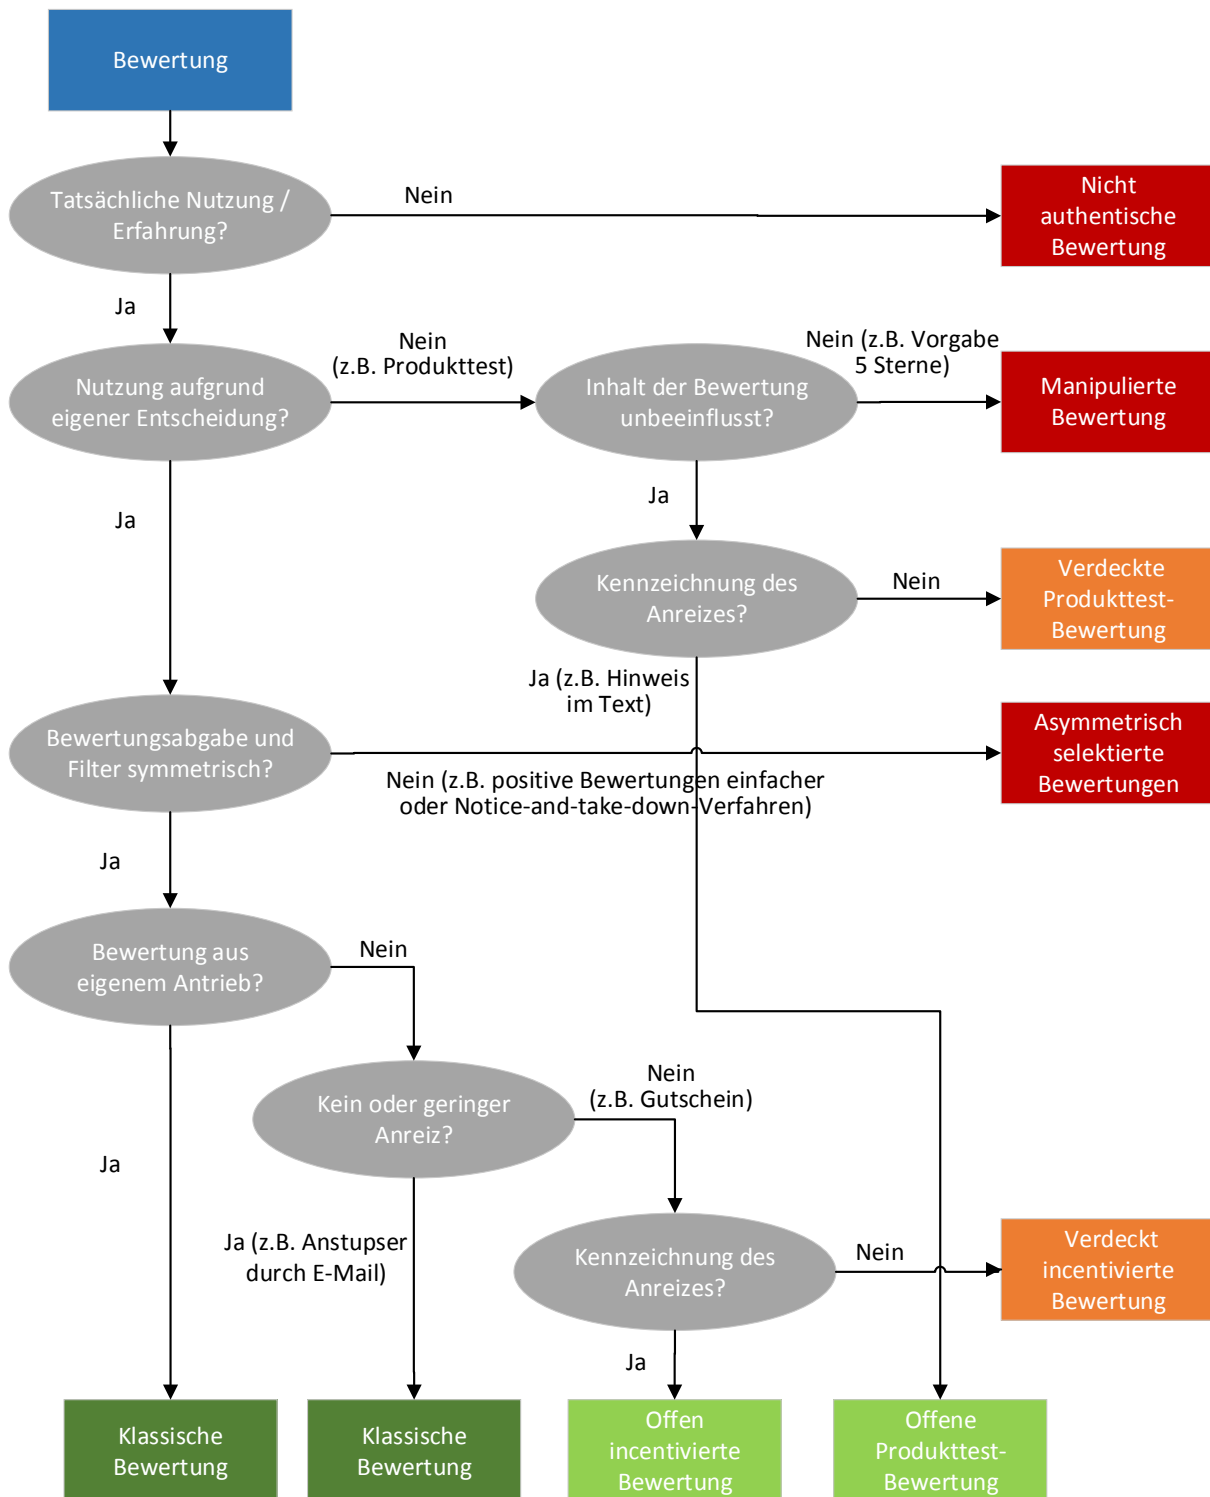 Bewertung
Tatsächliche Nutzung /
Erfahrung?
Nein
Nicht
authentische
Bewertung
Ja
Nutzung aufgrund
eigener Entscheidung?
Nein
(z.B. Produkttest)
Inhalt der Bewertung
unbeeinflusst?
Nein (z.B. Vorgabe
5 Sterne)
Manipulierte
Bewertung
Ja
Ja
Kennzeichnung des
Anreizes?
Nein
Verdeckte
Produkttest-
Bewertung
Ja (z.B. Hinweis
im Text)
Bewertungsabgabe und
Filter symmetrisch?
Nein (z.B. positive Bewertungen einfacher
oder Notice-and-take-down-Verfahren)
Asymmetrisch
selektierte
Bewertungen
Ja
Bewertung aus
eigenem Antrieb?
Nein
Kein oder geringer
Anreiz?
Nein
(z.B. Gutschein)
Ja
Ja (z.B. Anstupser
durch E-Mail)
Kennzeichnung des
Anreizes?
Nein
Verdeckt
incentivierte
Bewertung
Ja
Klassische
Bewertung
Klassische
Bewertung
Offen
incentivierte
Bewertung
Offene
Produkttest-
Bewertung